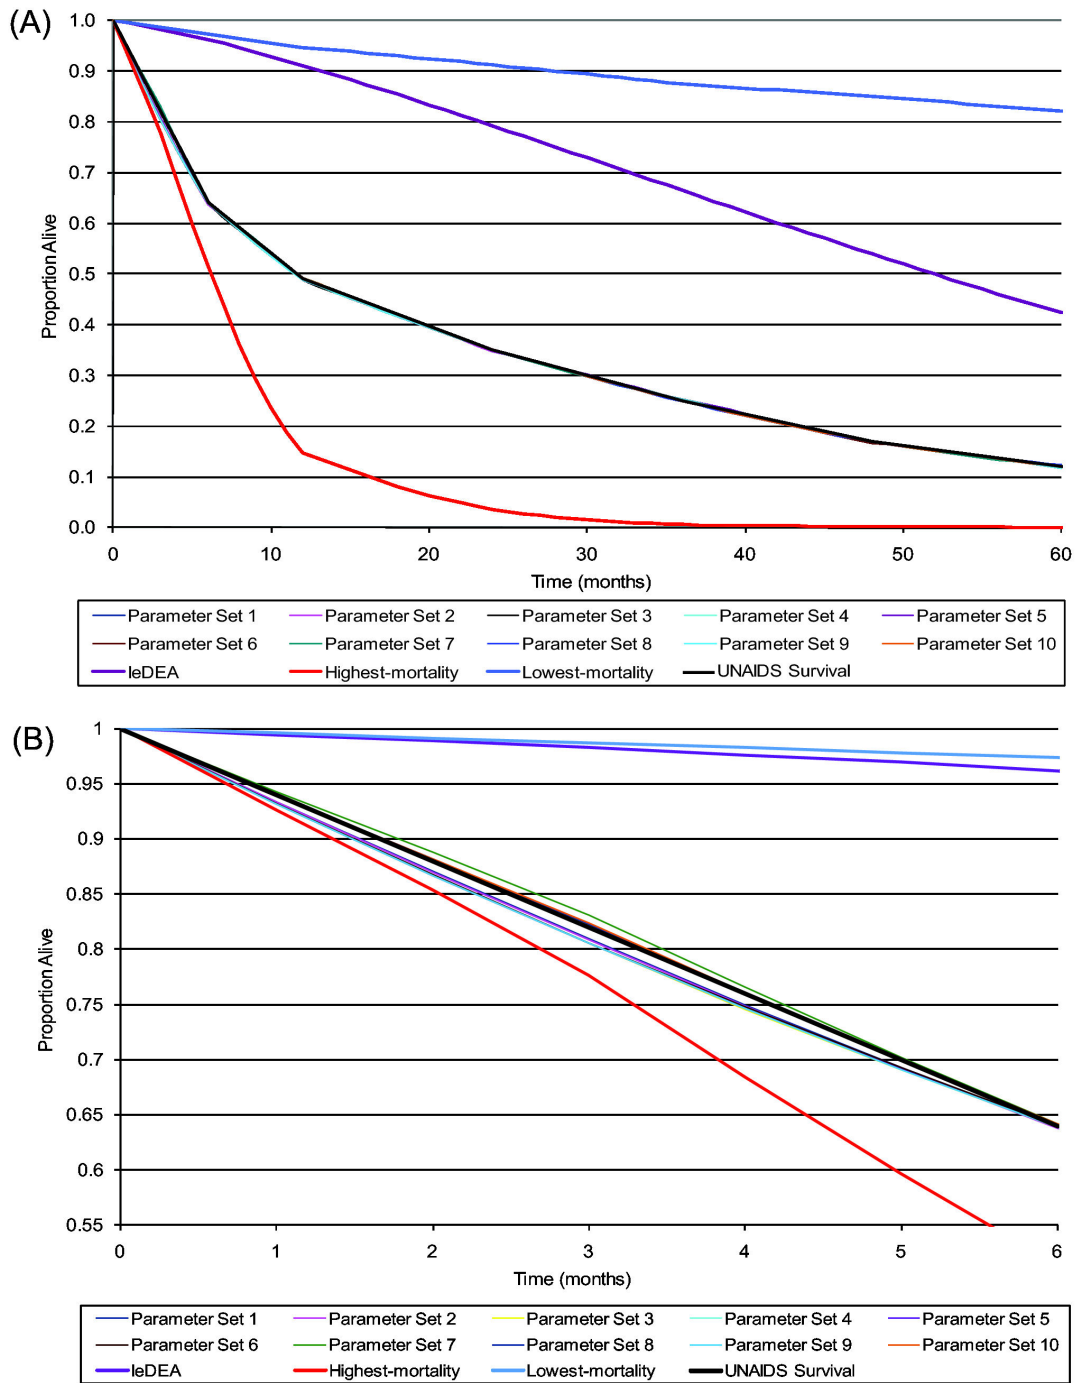 (A)
1.0
0.9
0.8
0.7
0.6
0.5
0.4
0.3
0.2
0.1
0.0
Proportion Alive
0 10 20 30 40 50 60
Time (months)
Parameter Set 1 Parameter Set 2 Parameter Set 3 Parameter Set 4 Parameter Set 5
Parameter Set 6 Parameter Set 7 Parameter Set 8 Parameter Set 9 Parameter Set 10
IeDEA Highest-mortality Lowest-mortality UNAIDS Survival
(B)
1
0.95
0.9
0.85
0.8
0.75
0.7
0.65
0.6
0.55
Proportion Alive
0 1 2 3 4 5 6
Time (months)
Parameter Set 1 Parameter Set 2 Parameter Set 3 Parameter Set 4 Parameter Set 5
Parameter Set 6 Parameter Set 7 Parameter Set 8 Parameter Set 9 Parameter Set 10
IeDEA Highest-mortality Lowest-mortality UNAIDS Survival